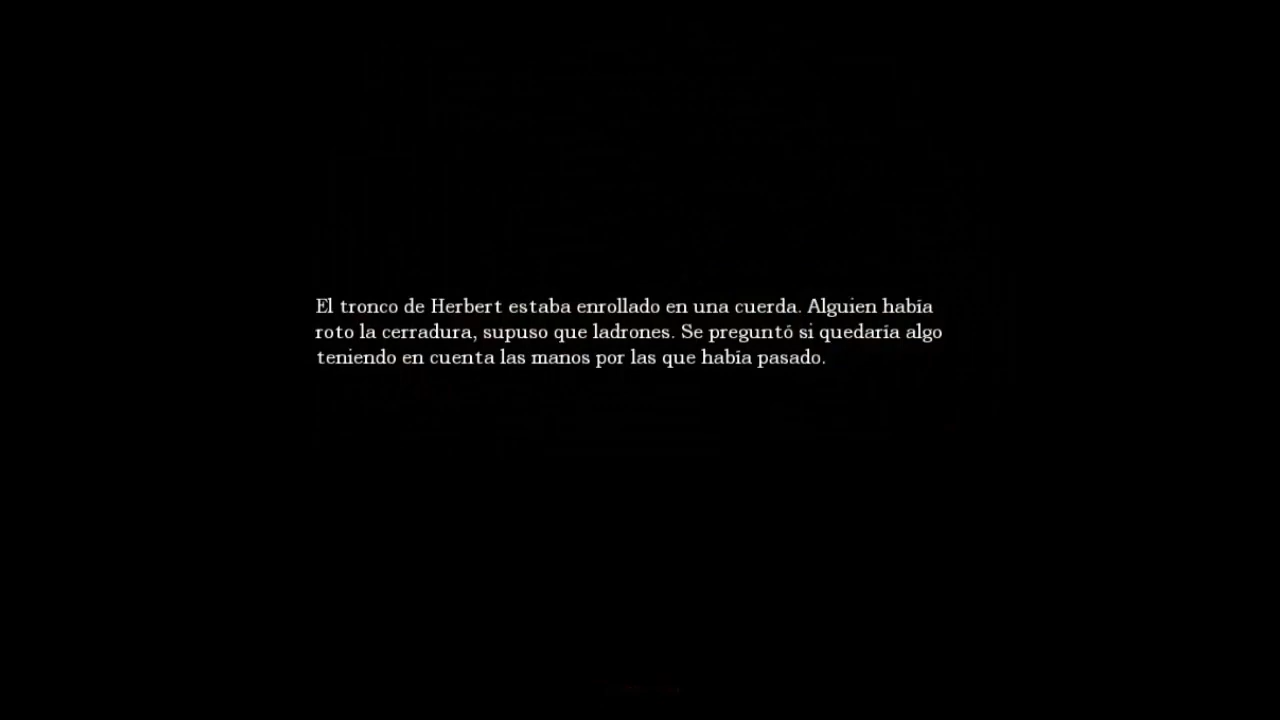 El tronco de Herbert estaba enrollado en una cuerda. Alguien había
roto la cerradura, supuso que ladrones. Se preguntó si quedaría algo
teniendo en cuenta las manos por las que había pasado.